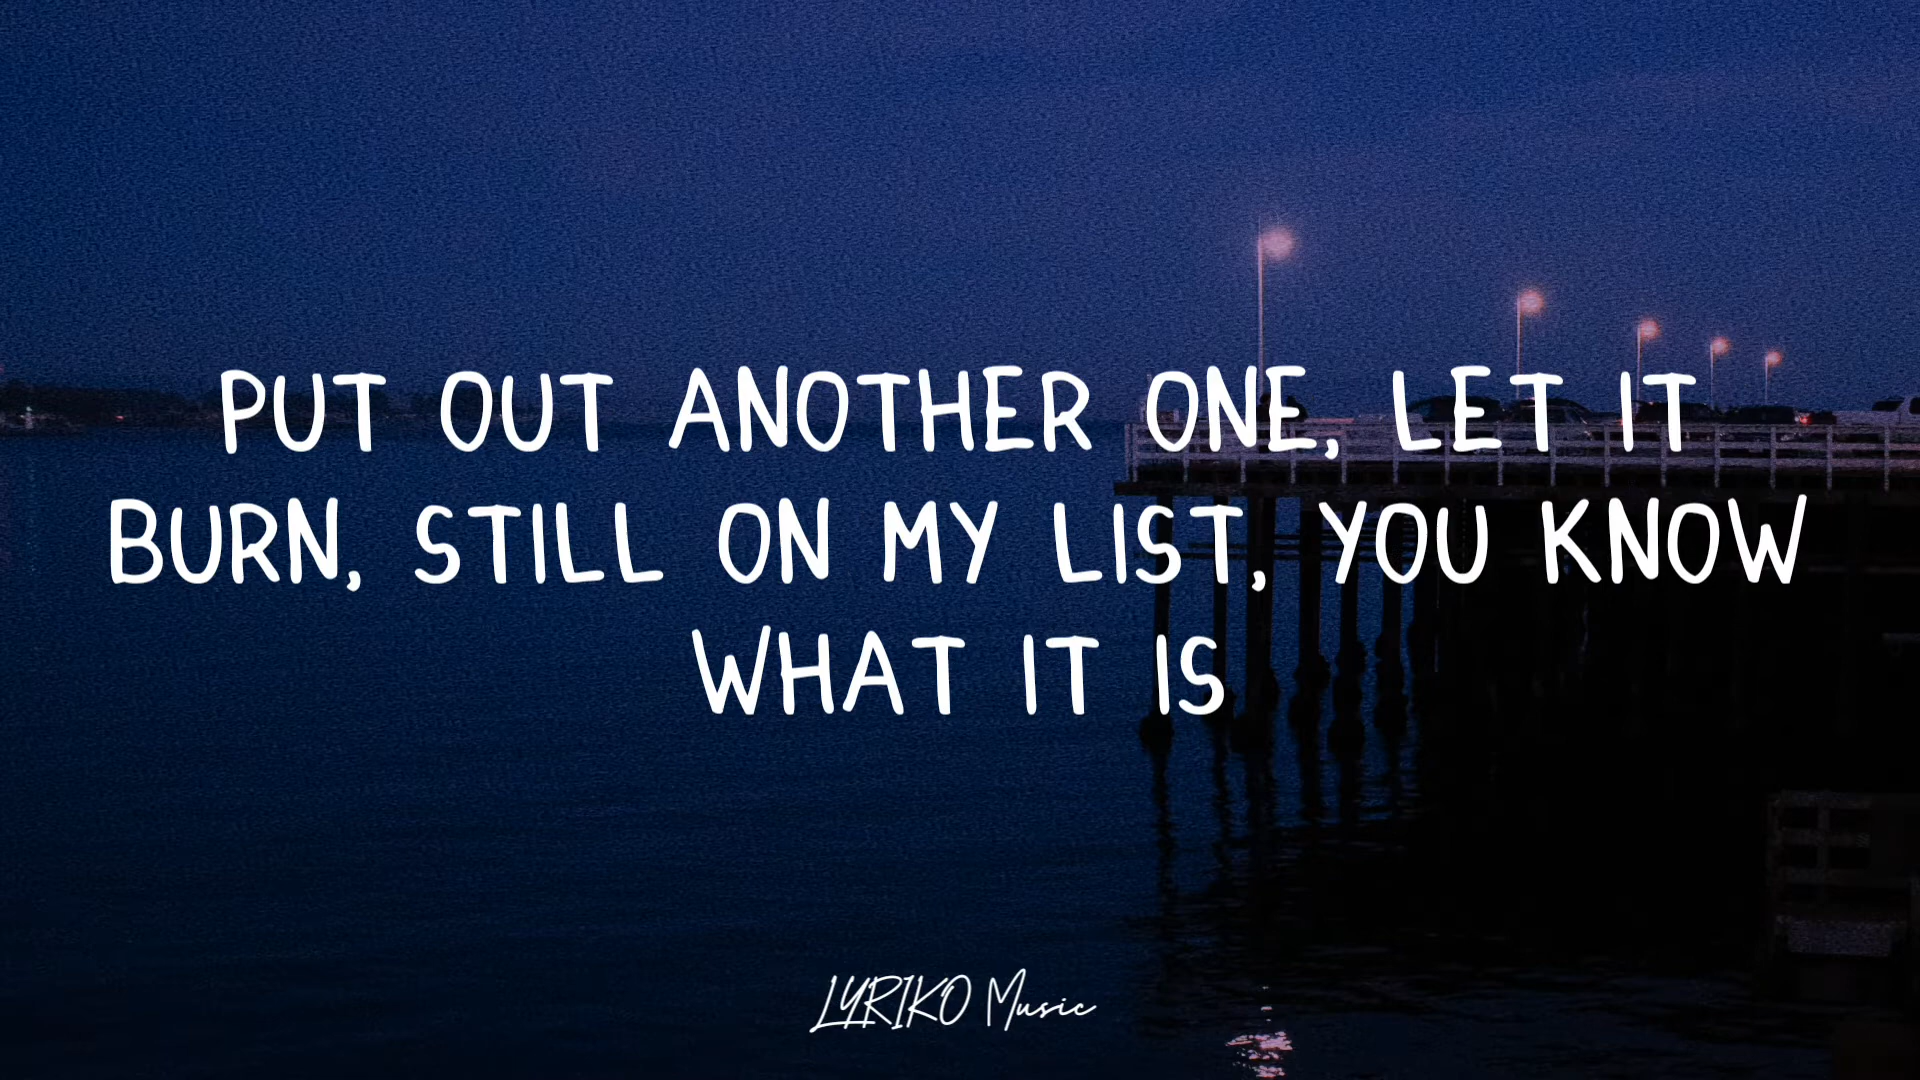 PUT OUT ANOTHER ONE, LET IT
BURN, STILL ON MY LIST, YOU KNOW
WHAT IT IS
LYRIKO Music